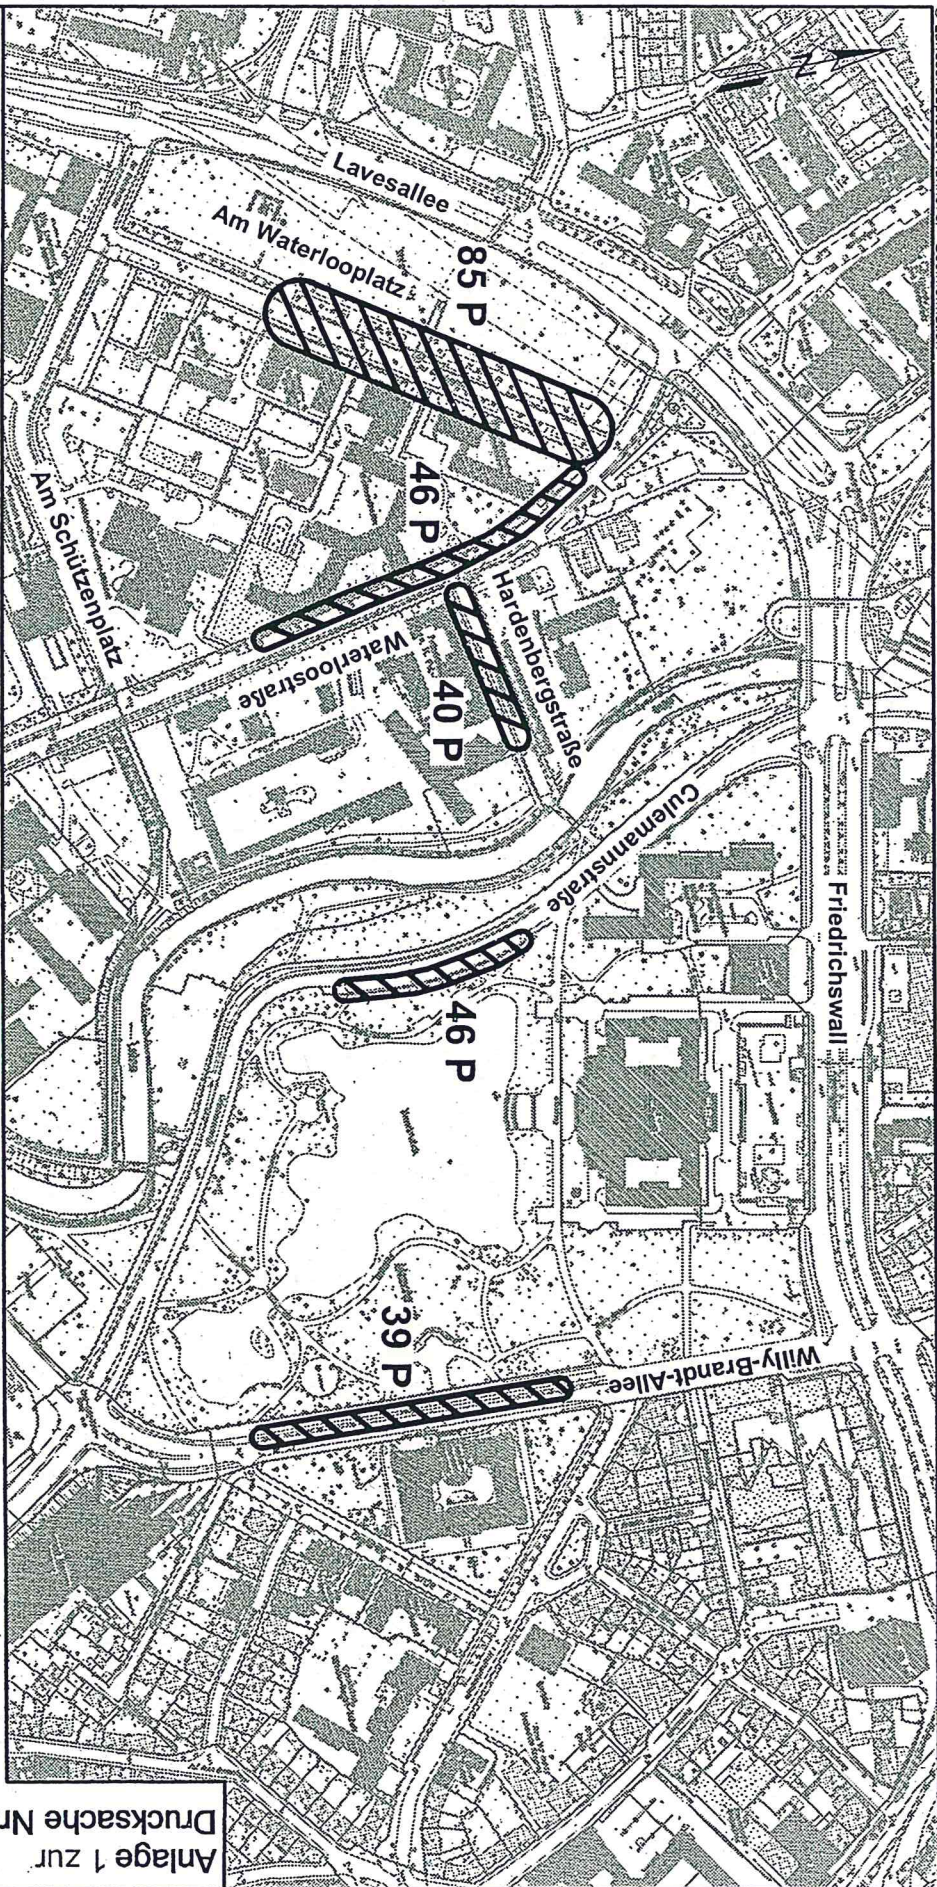 N
Lavesallee
Am Waterlooplatz
85 P
46 P
Am Schützenplatz
Waterloostraße
Hardenbergstraße
40 P
Culemannstraße
46 P
Friedrichswall
39 P
Willy-Brandt-Allee
Anlage 1 zur
Drucksache Nr